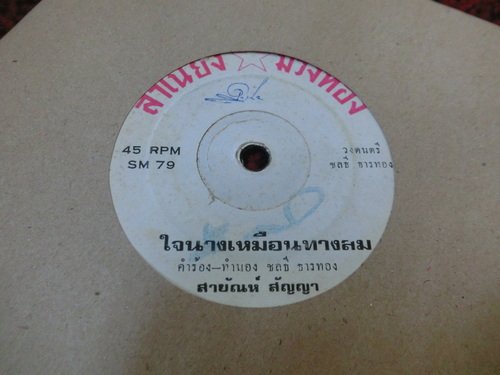 สำเนียง ☆ มวงทอง
45 RPM
SM 79
วงดนตรี
ชลธี ธารทอง
ใจนางเหมือนทางลม
คำร้อง—ทำนอง ชลธี ธารทอง
สายัณห์ สัญญา